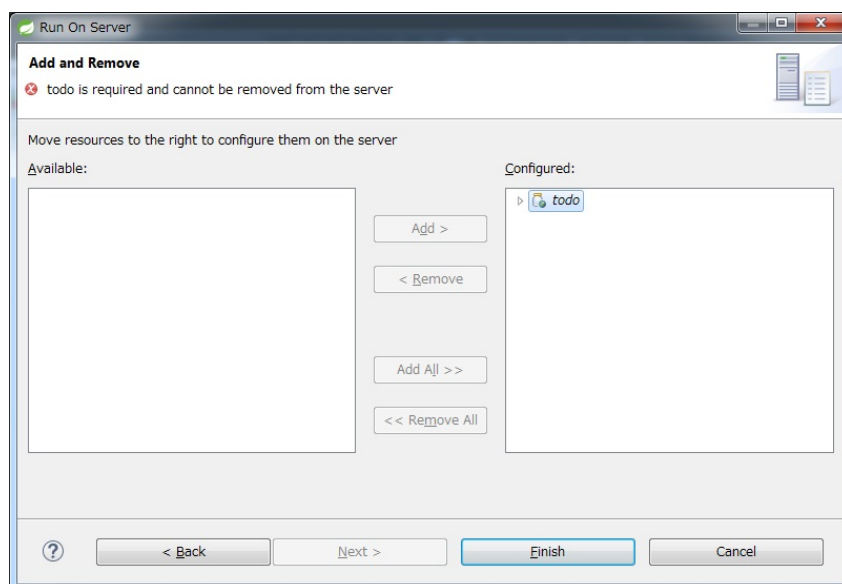 Run On Server
Add and Remove
todo is required and cannot be removed from the server
Move resources to the right to configure them on the server
Available:
Configured:
todo
Add >
< Remove
Add All >>
<< Remove All
?
< Back
Next >
Finish
Cancel